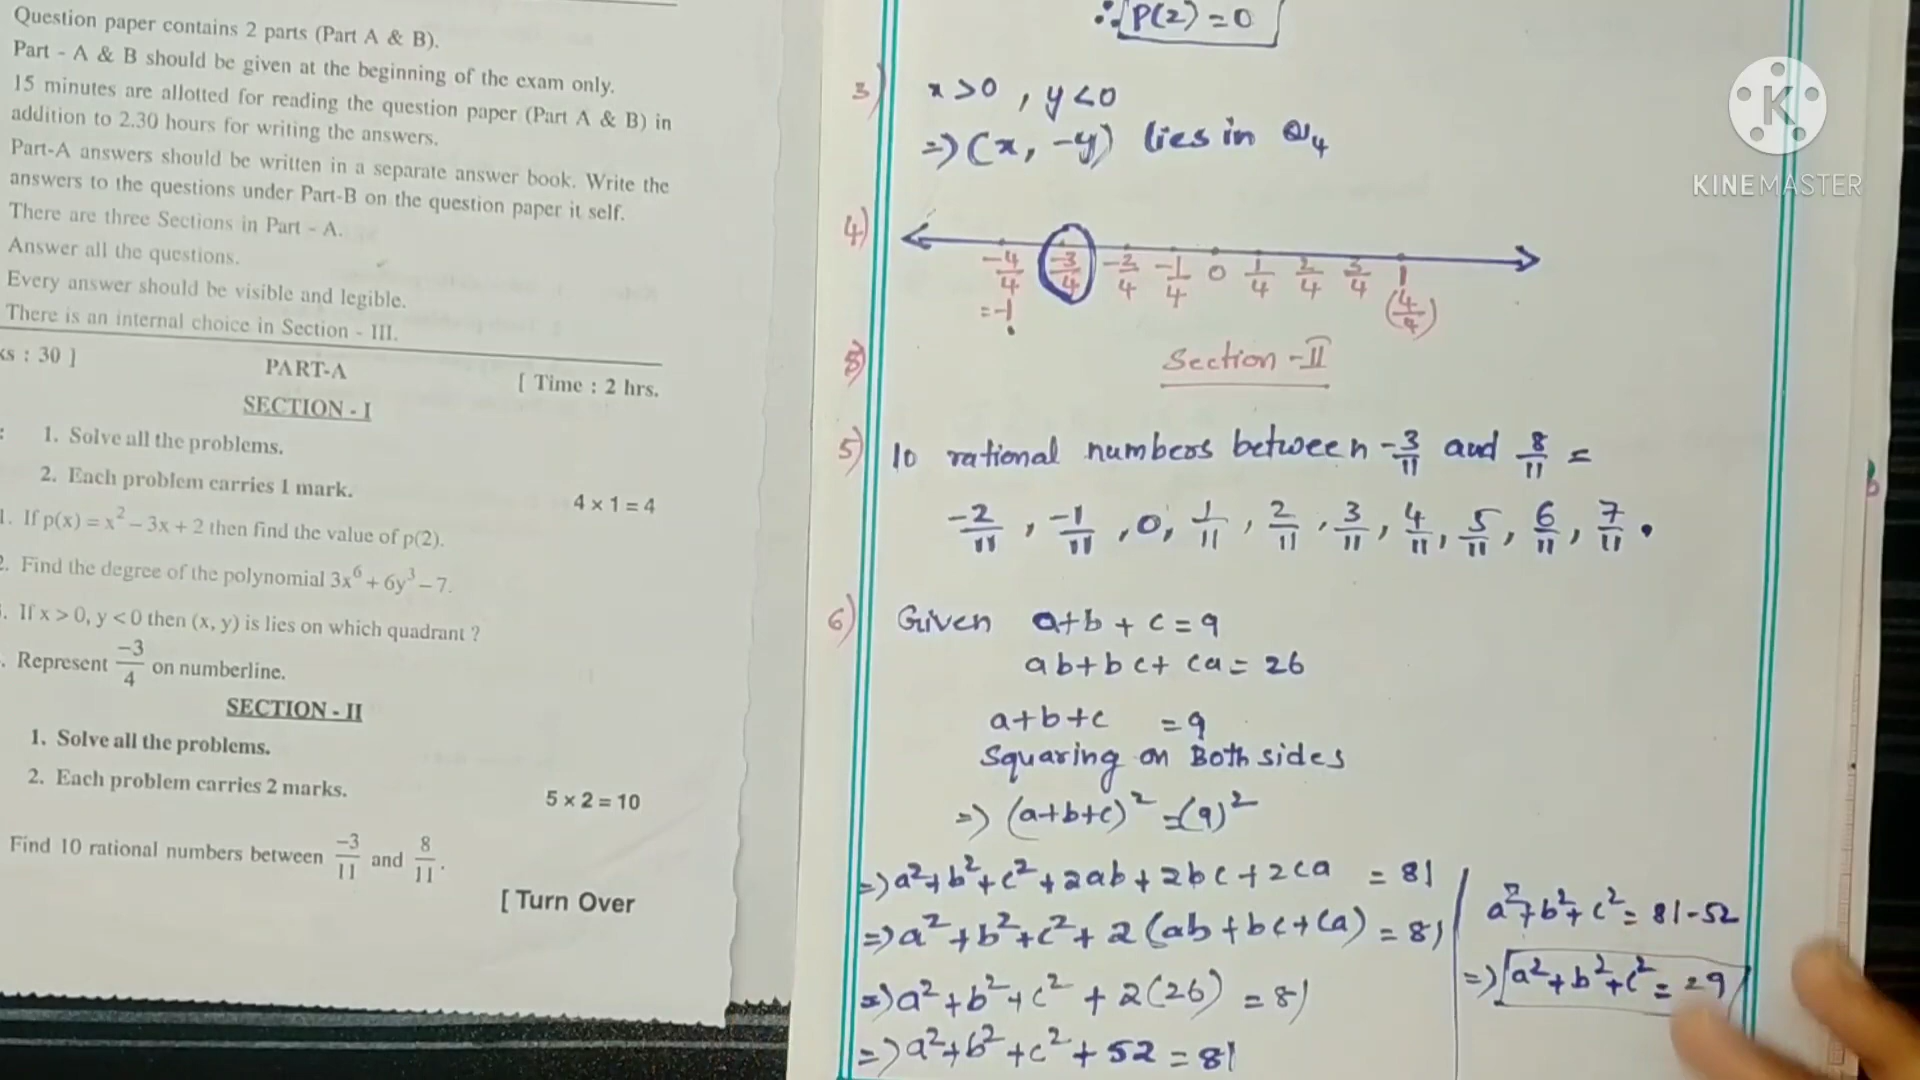 Question paper contains 2 parts (Part A & B).
Part - A & B should be given at the beginning of the exam only.
15 minutes are allotted for reading the question paper (Part A & B) in
addition to 2.30 hours for writing the answers.
Part-A answers should be written in a separate answer book. Write the
answers to the questions under Part-B on the question paper it self.
There are three Sections in Part - A.
Answer all the questions.
Every answer should be visible and legible.
There is an internal choice in Section - III.
ks : 30 ]
PART-A
[ Time : 2 hrs.
SECTION - I
: 1. Solve all the problems.
2. Each problem carries 1 mark.
4 × 1 = 4
1. If p(x) = x² – 3x + 2 then find the value of p(2).
2. Find the degree of the polynomial 3x⁶ + 6y³ – 7.
. If x > 0, y < 0 then (x, y) is lies on which quadrant ?
. Represent -3/4 on numberline.
SECTION - II
1. Solve all the problems.
2. Each problem carries 2 marks.
5 × 2 = 10
Find 10 rational numbers between -3/11 and 8/11.
[ Turn Over
∴ P(2) = 0
3) x>0 , y<0
=> (x, -y) lies in Q4
4) -4/4 -3/4 -2/4 -1/4 0 1/4 2/4 3/4 1
=-1 (4/4)
Section - II
5) 10 rational numbers between -3/11 and 8/11 =
-2/11, -1/11, 0, 1/11, 2/11, 3/11, 4/11, 5/11, 6/11, 7/11.
6) Given a+b+c=9
ab+bc+ca=26
a+b+c =9
Squaring on Both sides
=> (a+b+c)² =(9)²
=> a²+b²+c²+2ab+2bc+2ca = 81
=> a²+b²+c²+2(ab+bc+ca) = 81
=> a²+b²+c² + 2(26) = 81
=> a²+b²+c²+52 = 81
a²+b²+c² = 81-52
=> a²+b²+c² = 29
K
KINEMASTER